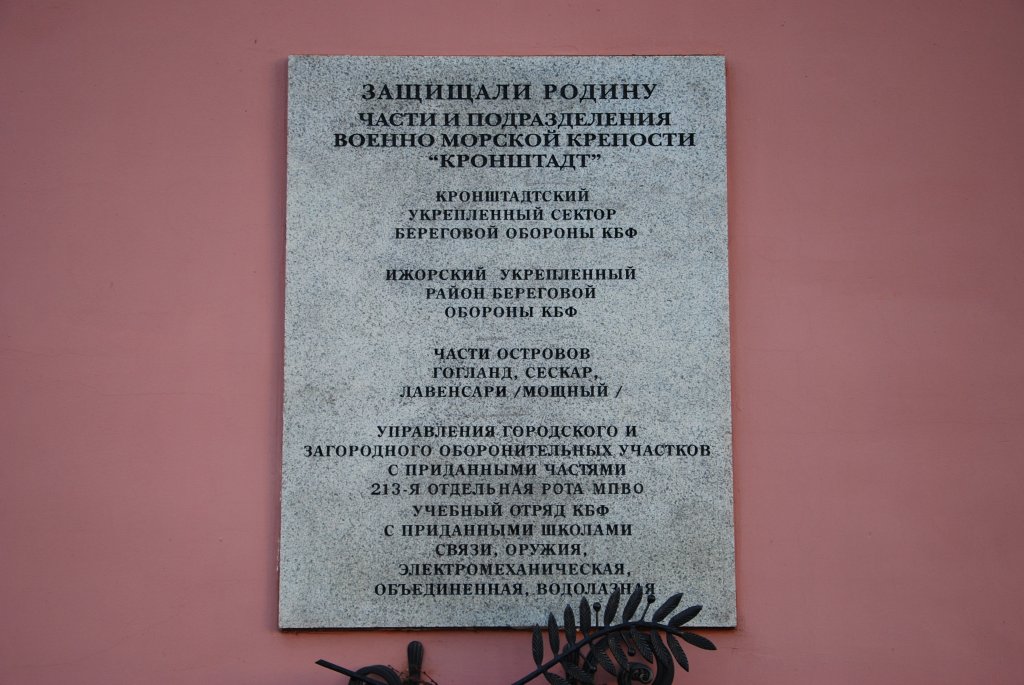 ЗАЩИЩАЛИ РОДИНУ
ЧАСТИ И ПОДРАЗДЕЛЕНИЯ
ВОЕННО МОРСКОЙ КРЕПОСТИ
“КРОНШТАДТ”
КРОНШТАДТСКИЙ
УКРЕПЛЕННЫЙ СЕКТОР
БЕРЕГОВОЙ ОБОРОНЫ КБФ
ИЖОРСКИЙ УКРЕПЛЕННЫЙ
РАЙОН БЕРЕГОВОЙ
ОБОРОНЫ КБФ
ЧАСТИ ОСТРОВОВ
ГОГЛАНД, СЕСКАР,
ЛАВЕНСАРИ /МОЩНЫЙ /
УПРАВЛЕНИЯ ГОРОДСКОГО И
ЗАГОРОДНОГО ОБОРОНИТЕЛЬНЫХ УЧАСТКОВ
С ПРИДАННЫМИ ЧАСТЯМИ
213-Я ОТДЕЛЬНАЯ РОТА МПВО
УЧЕБНЫЙ ОТРЯД КБФ
С ПРИДАННЫМИ ШКОЛАМИ
СВЯЗИ, ОРУЖИЯ,
ЭЛЕКТРОМЕХАНИЧЕСКАЯ,
ОБЪЕДИНЕННАЯ, ВОДОЛАЗНАЯ